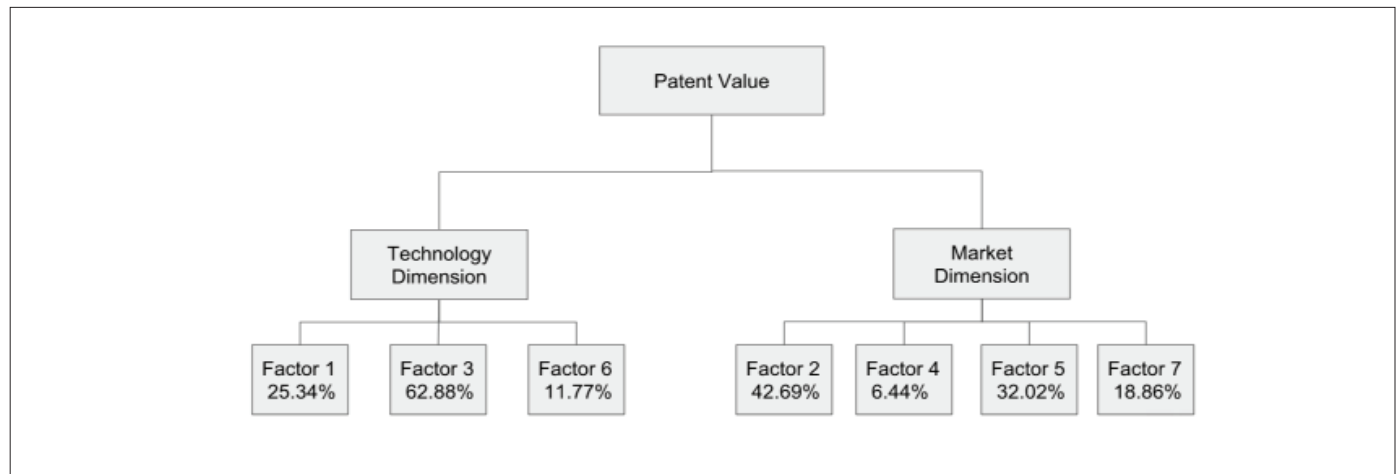 Patent Value
Technology
Dimension
Market
Dimension
Factor 1
25.34%
Factor 3
62.88%
Factor 6
11.77%
Factor 2
42.69%
Factor 4
6.44%
Factor 5
32.02%
Factor 7
18.86%